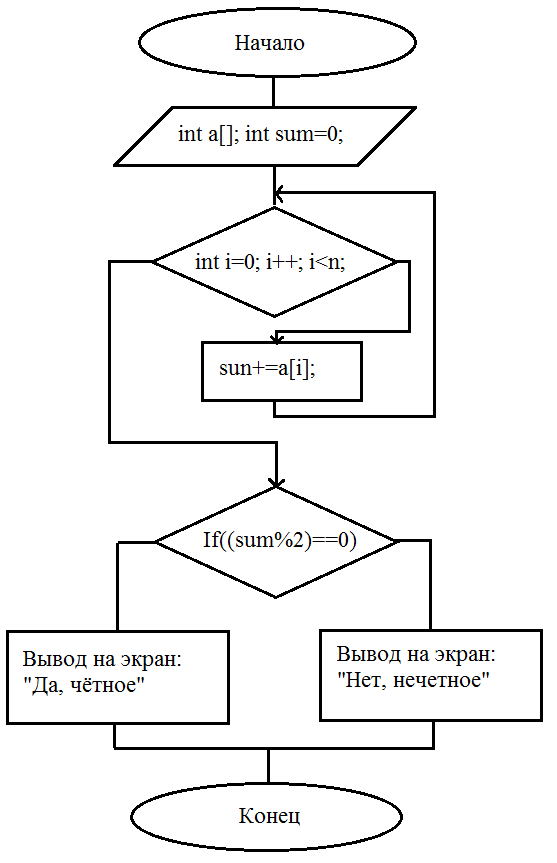 Начало
int a[]; int sum=0;
int i=0; i++; i<n;
sun+=a[i];
If((sum%2)==0)
Вывод на экран:
"Да, чётное"
Вывод на экран:
"Нет, нечетное"
Конец